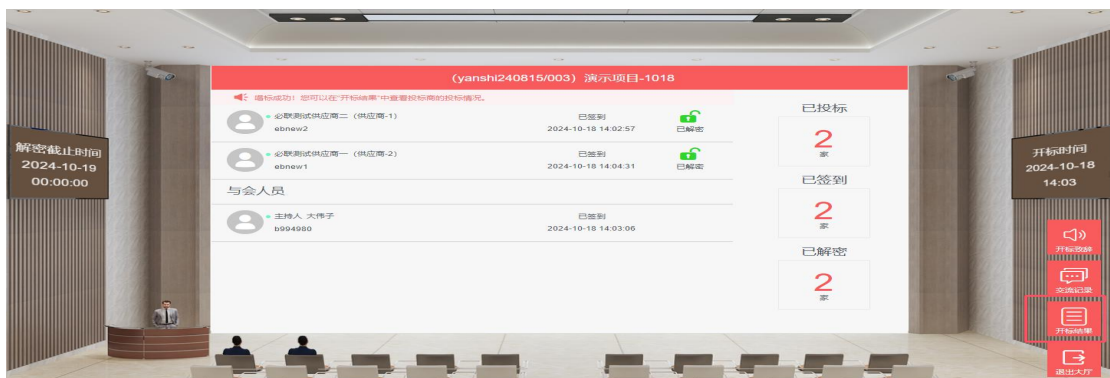 （yanshi240815/003）演示项目-1018
唱标成功！您可以在“开标结果”中查看投标商的投标情况。
必联测试供应商二（供应商-1）
ebnew2
已签到
2024-10-18 14:02:57
已解密
必联测试供应商一（供应商-2）
ebnew1
已签到
2024-10-18 14:04:31
已解密
与会人员
主持人 大伟子
b994980
已签到
2024-10-18 14:03:06
已投标
2
家
已签到
2
家
已解密
2
家
解密截止时间
2024-10-19
00:00:00
开标时间
2024-10-18
14:03
开标致辞
交流记录
开标结果
退出大厅